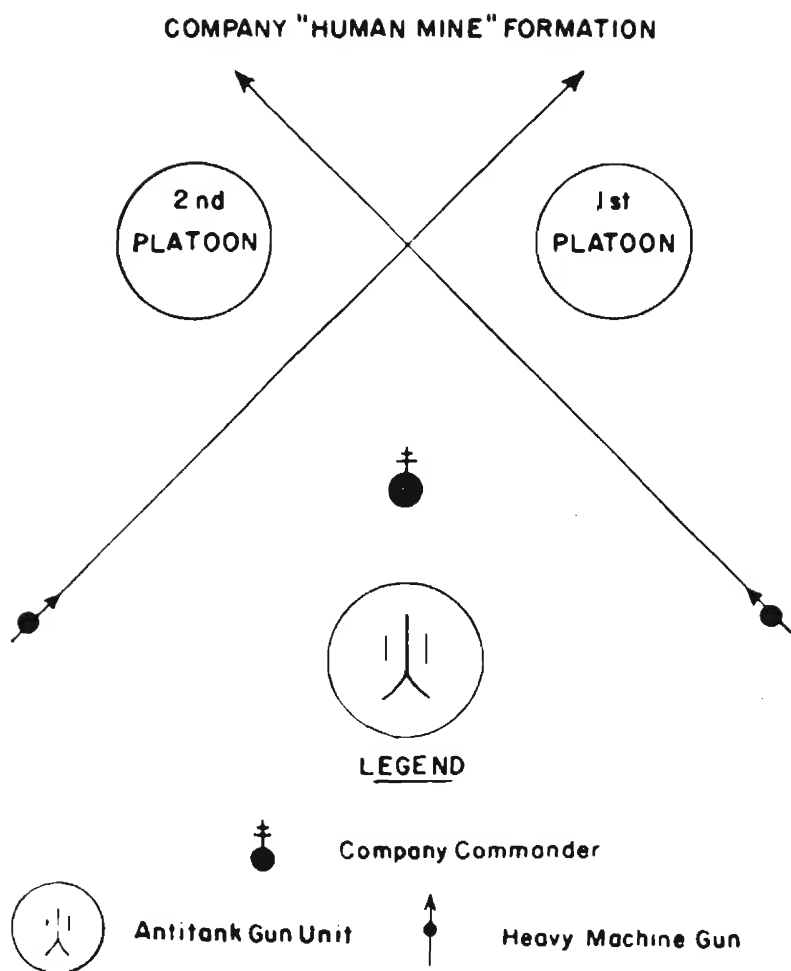 COMPANY "HUMAN MINE" FORMATION
2nd
PLATOON
1st
PLATOON
LEGEND
Company Commander
Antitank Gun Unit
Heavy Machine Gun